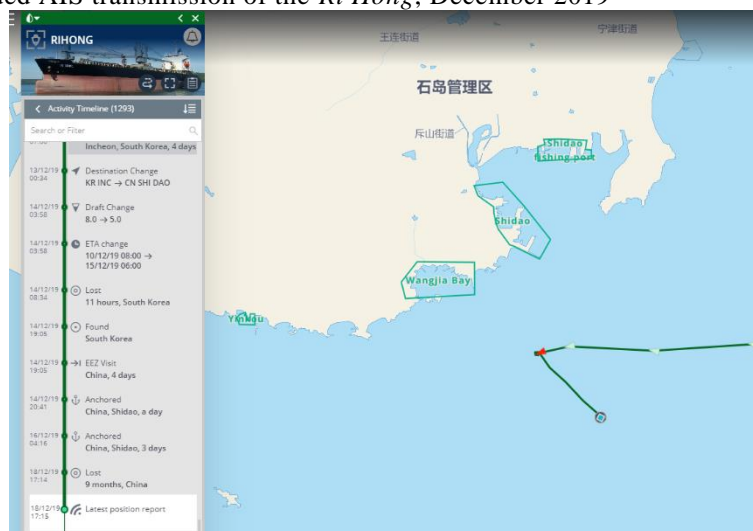 ded AIS transmission of the Ri Hong, December 2019
RIHONG
Activity Timeline (1293)
Search or Filter
Incheon, South Korea, 4 days
13/12/19
00:34
Destination Change
KR INC → CN SHI DAO
14/12/19
03:58
Draft Change
8.0 → 5.0
14/12/19
03:58
ETA change
10/12/19 08:00 →
15/12/19 06:00
14/12/19
08:34
Lost
11 hours, South Korea
14/12/19
19:05
Found
South Korea
14/12/19
19:05
EEZ Visit
China, 4 days
14/12/19
20:41
Anchored
China, Shidao, a day
16/12/19
04:16
Anchored
China, Shidao, 3 days
18/12/19
17:14
Lost
9 months, China
18/12/19
17:15
Latest position report
王连街道
宁津街道
石岛管理区
斥山街道
Shidao
fishing port
Shidao
Wangjia Bay